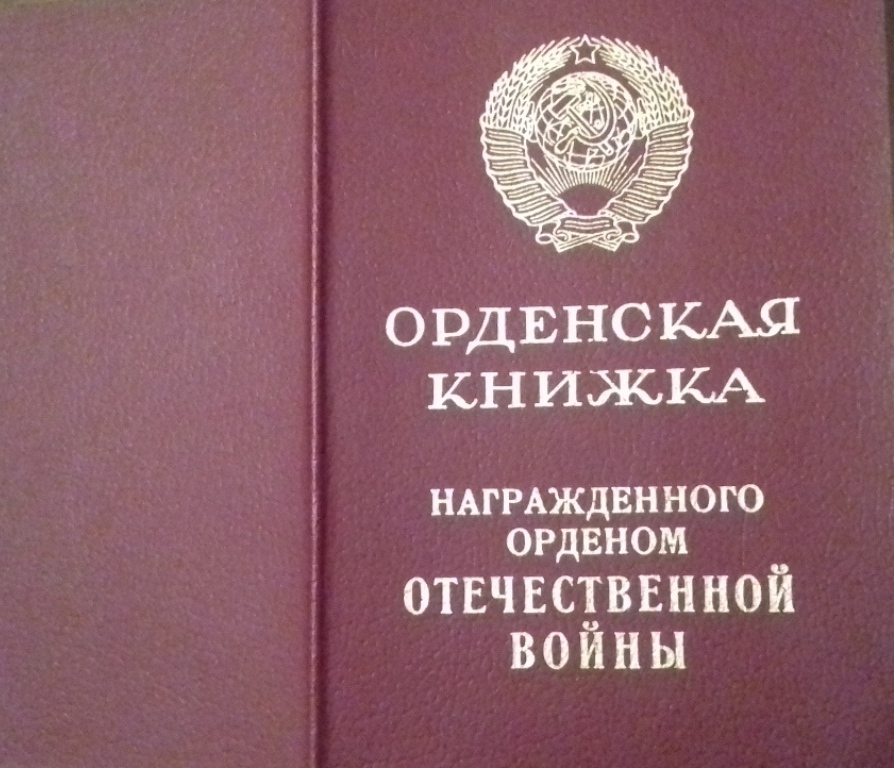 ОРДЕНСКАЯ
КНИЖКА
НАГРАЖДЕННОГО
ОРДЕНОМ
ОТЕЧЕСТВЕННОЙ
ВОЙНЫ